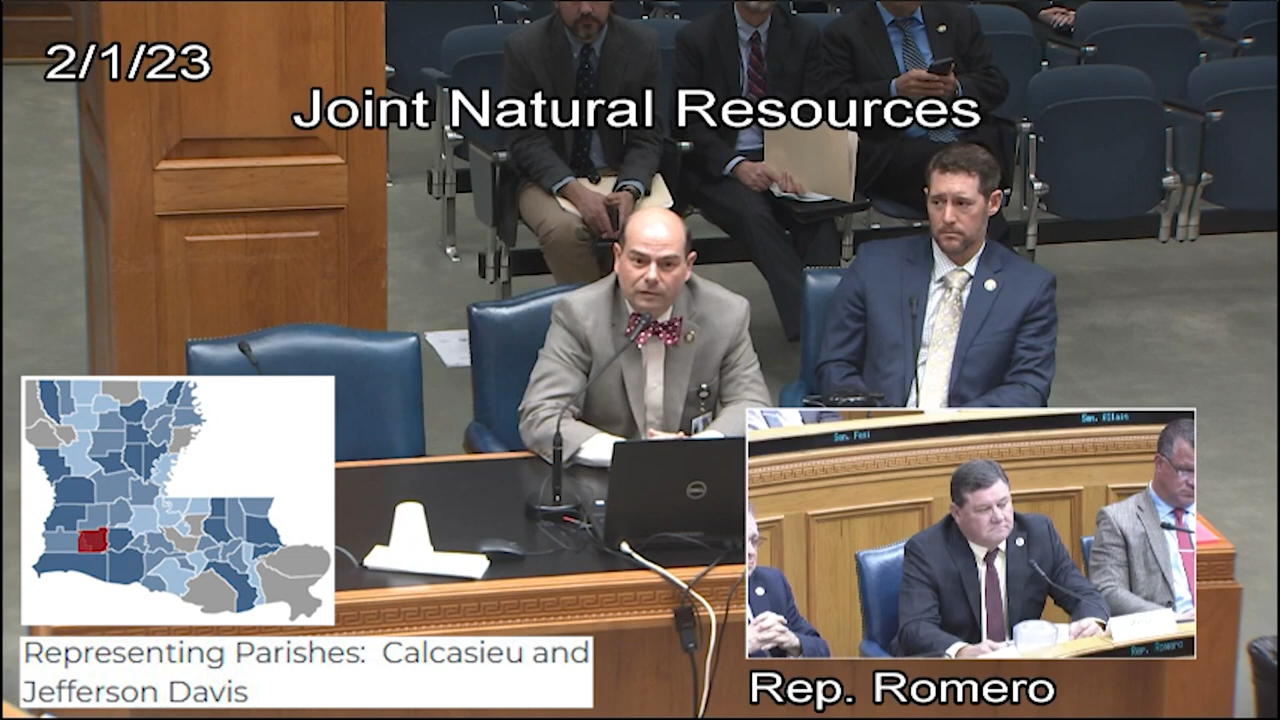 2/1/23
Joint Natural Resources
DELL
Sen. Fesi
Sen. Allain
Rep. Romero
Representing Parishes:  Calcasieu and
Jefferson Davis
Rep. Romero